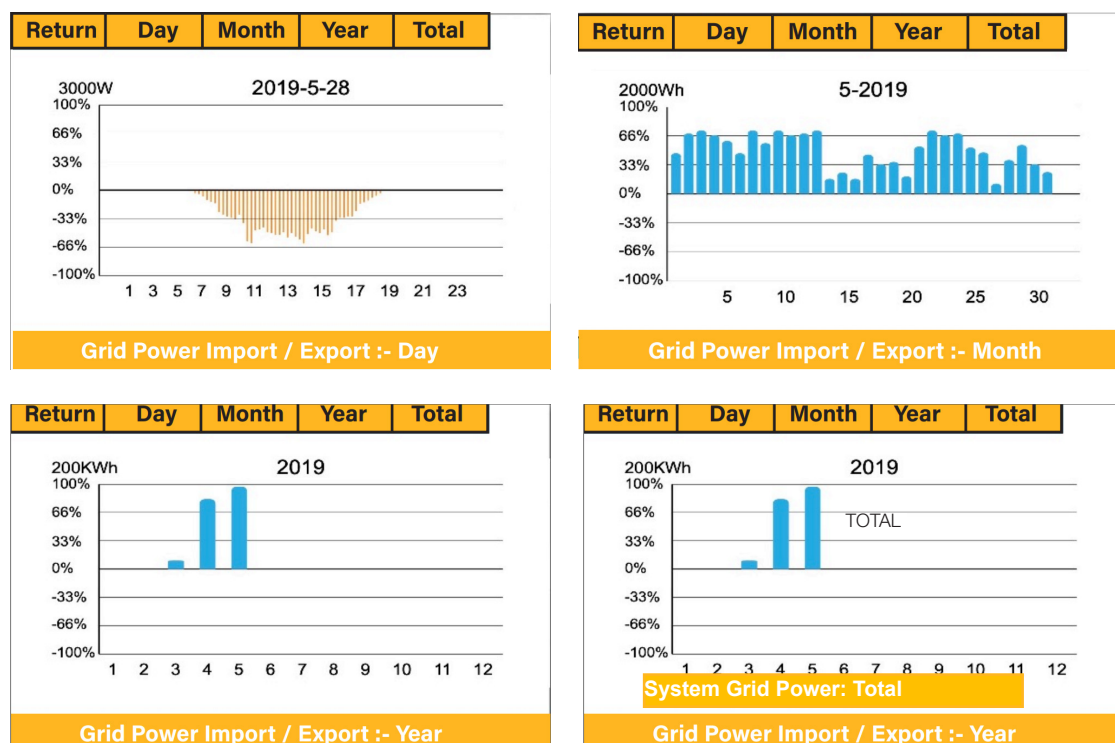 Return Day Month Year Total
3000W
2019-5-28
100%
66%
33%
0%
-33%
-66%
-100%
1 3 5 7 9 11 13 15 17 19 21 23
Grid Power Import / Export :- Day
Return Day Month Year Total
2000Wh
5-2019
100%
66%
33%
0%
-33%
-66%
-100%
5 10 15 20 25 30
Grid Power Import / Export :- Month
Return Day Month Year Total
200KWh
2019
100%
66%
33%
0%
-33%
-66%
-100%
1 2 3 4 5 6 7 8 9 10 11 12
Grid Power Import / Export :- Year
Return Day Month Year Total
200KWh
2019
100%
66%
TOTAL
33%
0%
-33%
-66%
-100%
1 2 3 4 5 6 7 8 9 10 11 12
System Grid Power: Total
Grid Power Import / Export :- Year